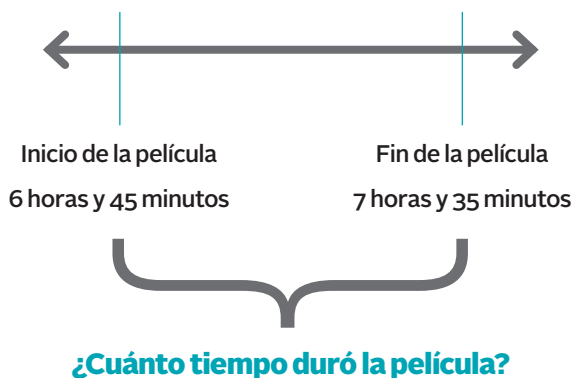 Inicio de la película
6 horas y 45 minutos
Fin de la película
7 horas y 35 minutos
¿Cuánto tiempo duró la película?